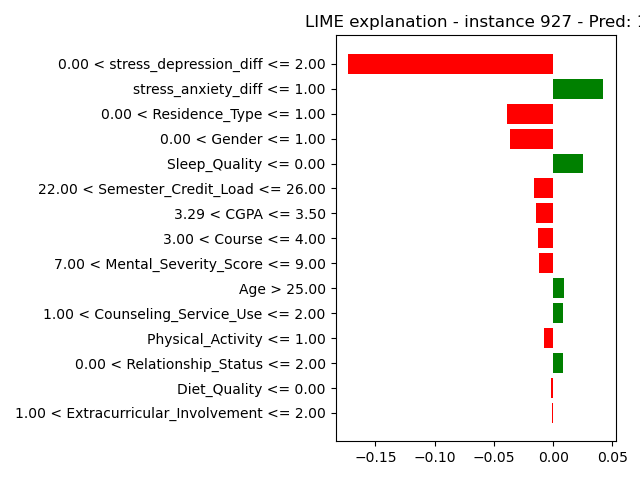 LIME explanation - instance 927 - Pred:
0.00 < stress_depression_diff <= 2.00
stress_anxiety_diff <= 1.00
0.00 < Residence_Type <= 1.00
0.00 < Gender <= 1.00
Sleep_Quality <= 0.00
22.00 < Semester_Credit_Load <= 26.00
3.29 < CGPA <= 3.50
3.00 < Course <= 4.00
7.00 < Mental_Severity_Score <= 9.00
Age > 25.00
1.00 < Counseling_Service_Use <= 2.00
Physical_Activity <= 1.00
0.00 < Relationship_Status <= 2.00
Diet_Quality <= 0.00
1.00 < Extracurricular_Involvement <= 2.00
−0.15 −0.10 −0.05 0.00 0.05